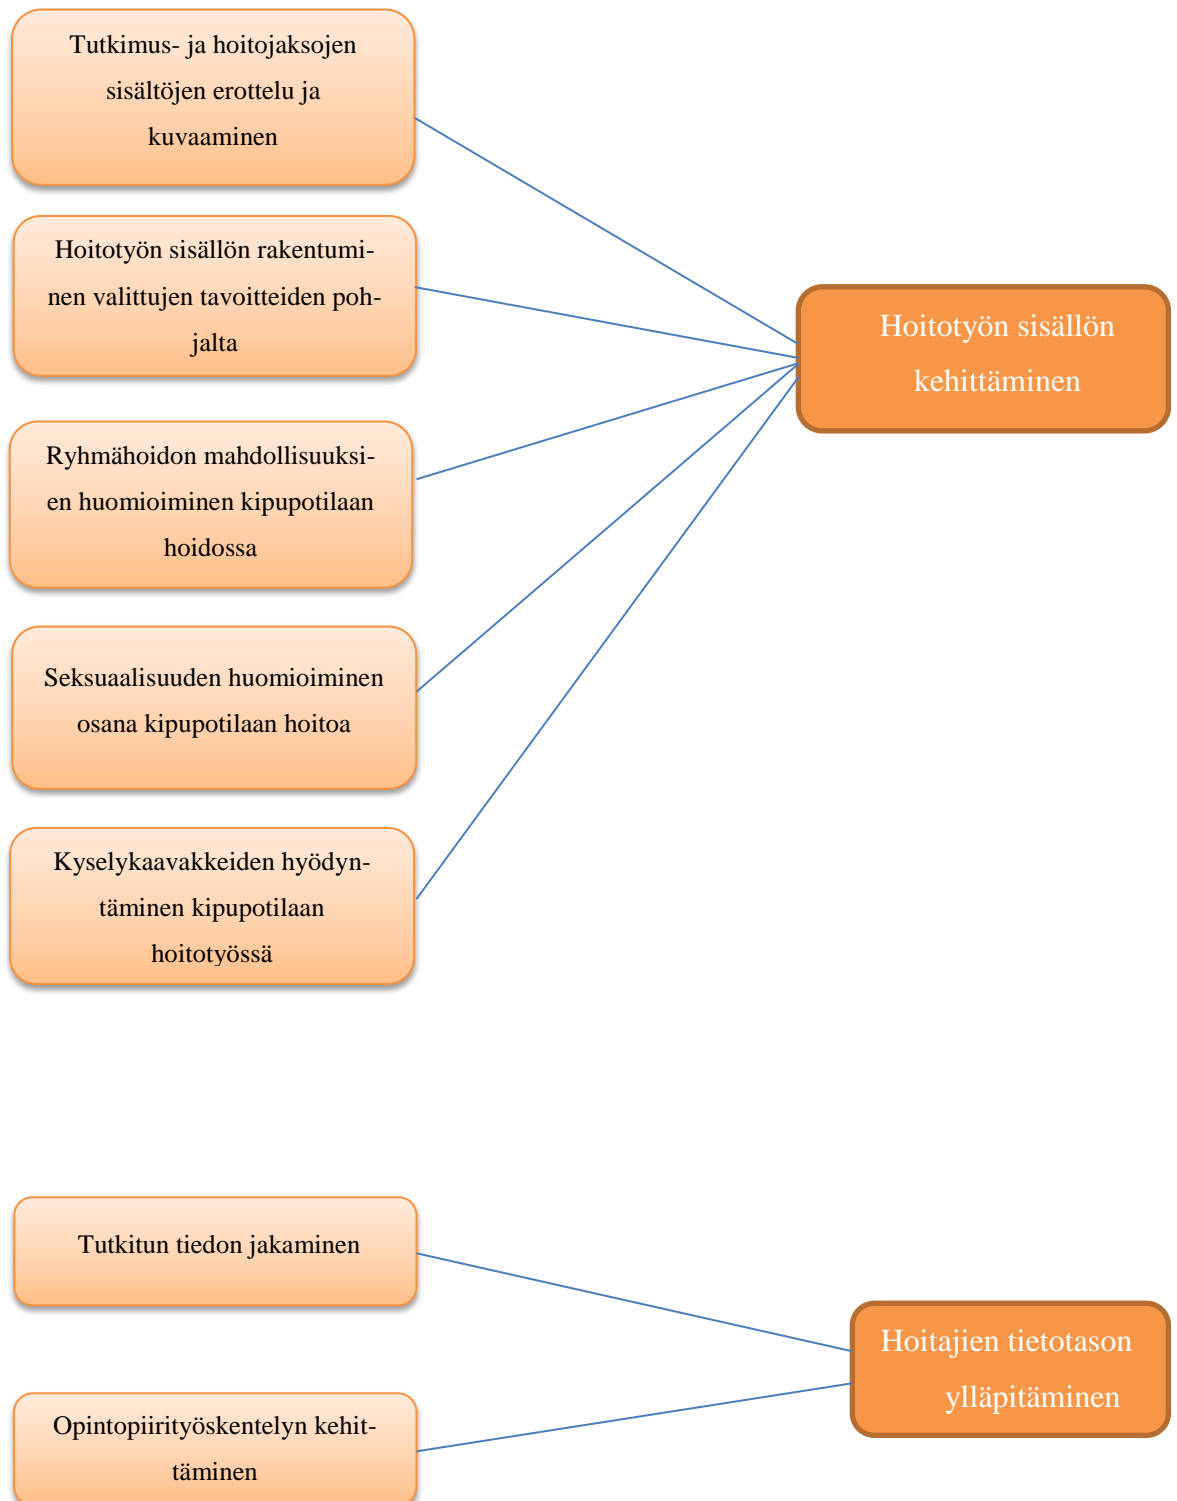 Tutkimus- ja hoitojaksojen
sisältöjen erottelu ja
kuvaaminen
Hoitotyön sisällön rakentumi-
nen valittujen tavoitteiden poh-
jalta
Hoitotyön sisällön
kehittäminen
Ryhmähoidon mahdollisuuksi-
en huomioiminen kipupotilaan
hoidossa
Seksuaalisuuden huomioiminen
osana kipupotilaan hoitoa
Kyselykaavakkeiden hyödyn-
täminen kipupotilaan
hoitotyössä
Tutkitun tiedon jakaminen
Hoitajien tietotason
ylläpitäminen
Opintopiirityöskentelyn kehit-
täminen